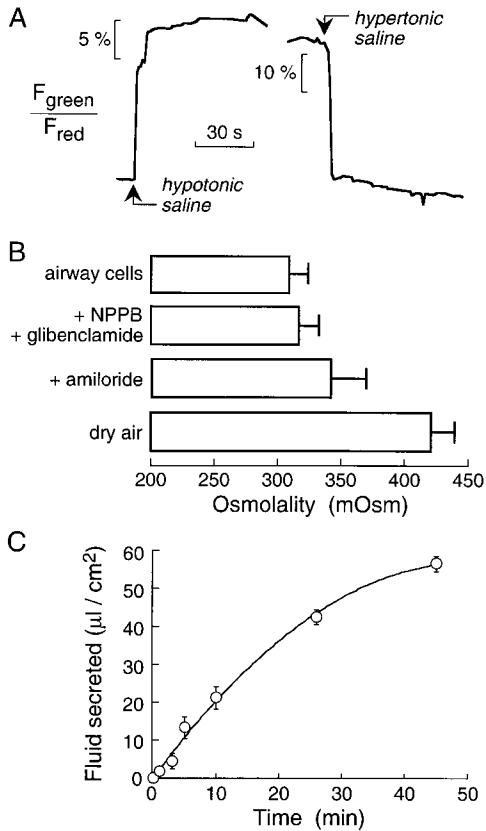 A
5 %
hypertonic
saline
10 %
F green
F red
30 s
hypotonic
saline
B
airway cells
+ NPPB
+ glibenclamide
+ amiloride
dry air
200 250 300 350 400 450
Osmolality (mOsm)
C
60
50
40
30
20
10
0
Fluid secreted (μl / cm²)
0 10 20 30 40 50
Time (min)